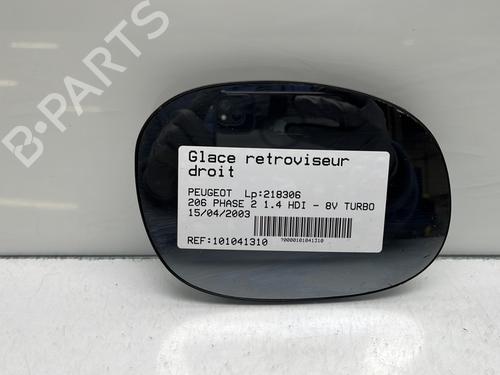 B-PARTS
Glace retroviseur
droit
PEUGEOT Lp:218306
206 PHASE 2 1.4 HDI - 8V TURBO
15/04/2003
REF:101041310
?0000101041310